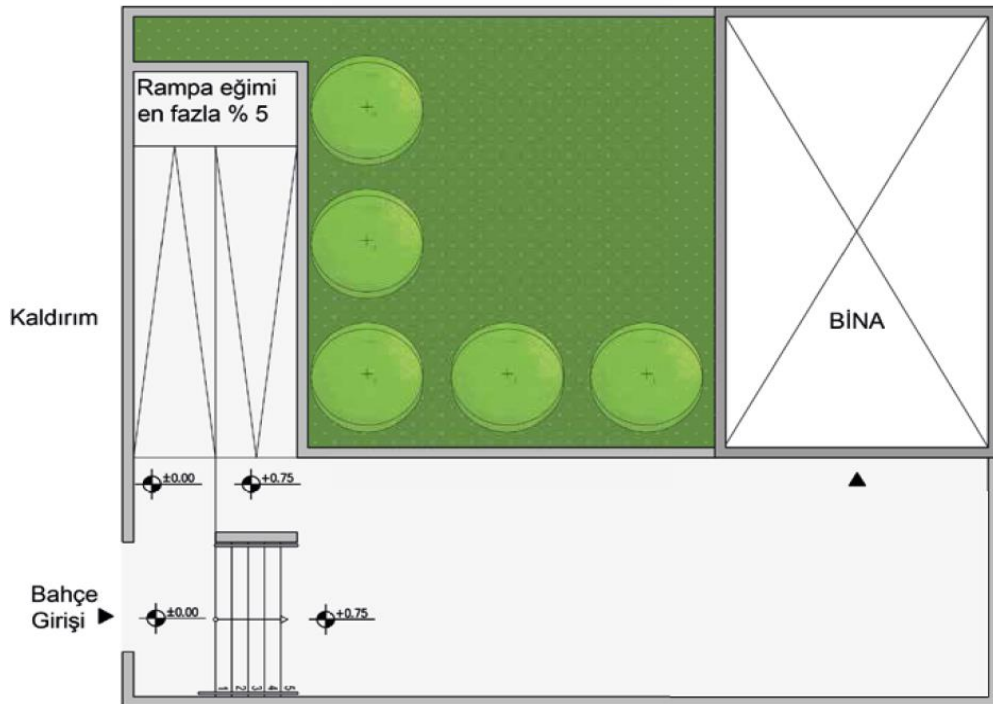 Rampa eğimi
en fazla % 5
Kaldırım
BİNA
±0.00
+0.75
Bahçe
Girişi
±0.00
+0.75
1
2
3
4
5